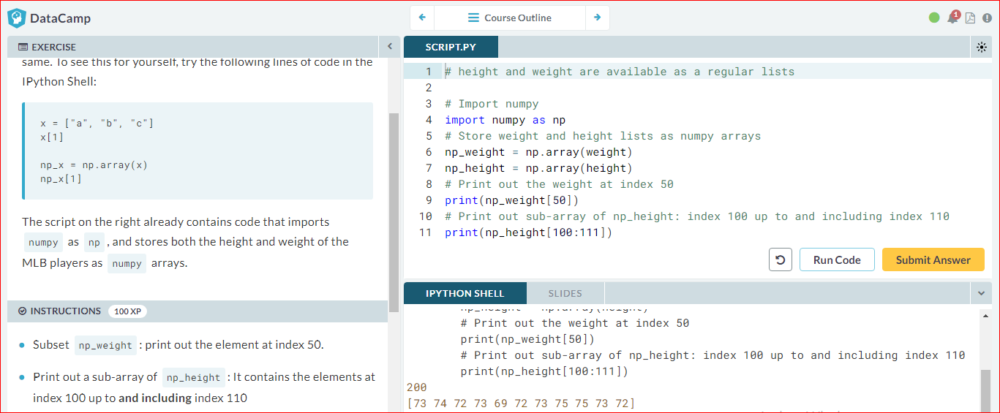 DataCamp
Course Outline
1
EXERCISE
same. To see this for yourself, try the following lines of code in the
IPython Shell:
x = ["a", "b", "c"]
x[1]
np_x = np.array(x)
np_x[1]
The script on the right already contains code that imports
numpy as np , and stores both the height and weight of the
MLB players as numpy arrays.
INSTRUCTIONS 100 XP
Subset np_weight : print out the element at index 50.
Print out a sub-array of np_height : It contains the elements at
index 100 up to and including index 110
SCRIPT.PY
1 # height and weight are available as a regular lists
2
3 # Import numpy
4 import numpy as np
5 # Store weight and height lists as numpy arrays
6 np_weight = np.array(weight)
7 np_height = np.array(height)
8 # Print out the weight at index 50
9 print(np_weight[50])
10 # Print out sub-array of np_height: index 100 up to and including index 110
11 print(np_height[100:111])
Run Code
Submit Answer
IPYTHON SHELL
SLIDES
np_height = np.array(height)
# Print out the weight at index 50
print(np_weight[50])
# Print out sub-array of np_height: index 100 up to and including index 110
print(np_height[100:111])
200
[73 74 72 73 69 72 73 75 75 73 72]